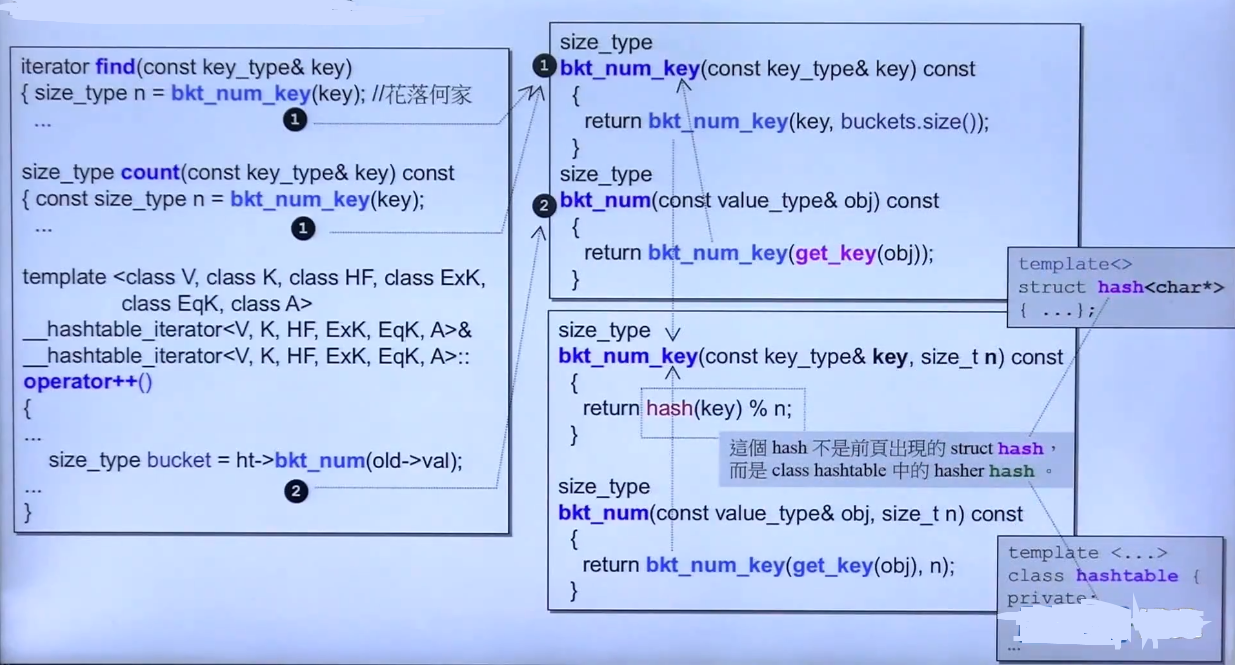 iterator find(const key_type& key)
{ size_type n = bkt_num_key(key); //花落何家
...
1
size_type count(const key_type& key) const
{ const size_type n = bkt_num_key(key);
...
1
template <class V, class K, class HF, class ExK,
class EqK, class A>
__hashtable_iterator<V, K, HF, ExK, EqK, A>&
__hashtable_iterator<V, K, HF, ExK, EqK, A>::
operator++()
{
...
size_type bucket = ht->bkt_num(old->val);
...
2
}
size_type
1 bkt_num_key(const key_type& key) const
{
return bkt_num_key(key, buckets.size());
}
size_type
2 bkt_num(const value_type& obj) const
{
return bkt_num_key(get_key(obj));
}
template<>
struct hash<char*>
{ ...};
size_type
bkt_num_key(const key_type& key, size_t n) const
{
return hash(key) % n;
}
這個 hash 不是前頁出現的 struct hash，
而是 class hashtable 中的 hasher hash 。
size_type
bkt_num(const value_type& obj, size_t n) const
{
return bkt_num_key(get_key(obj), n);
}
template <...>
class hashtable {
private:
...